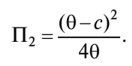 Π₂ = (θ – c)² / 4θ .